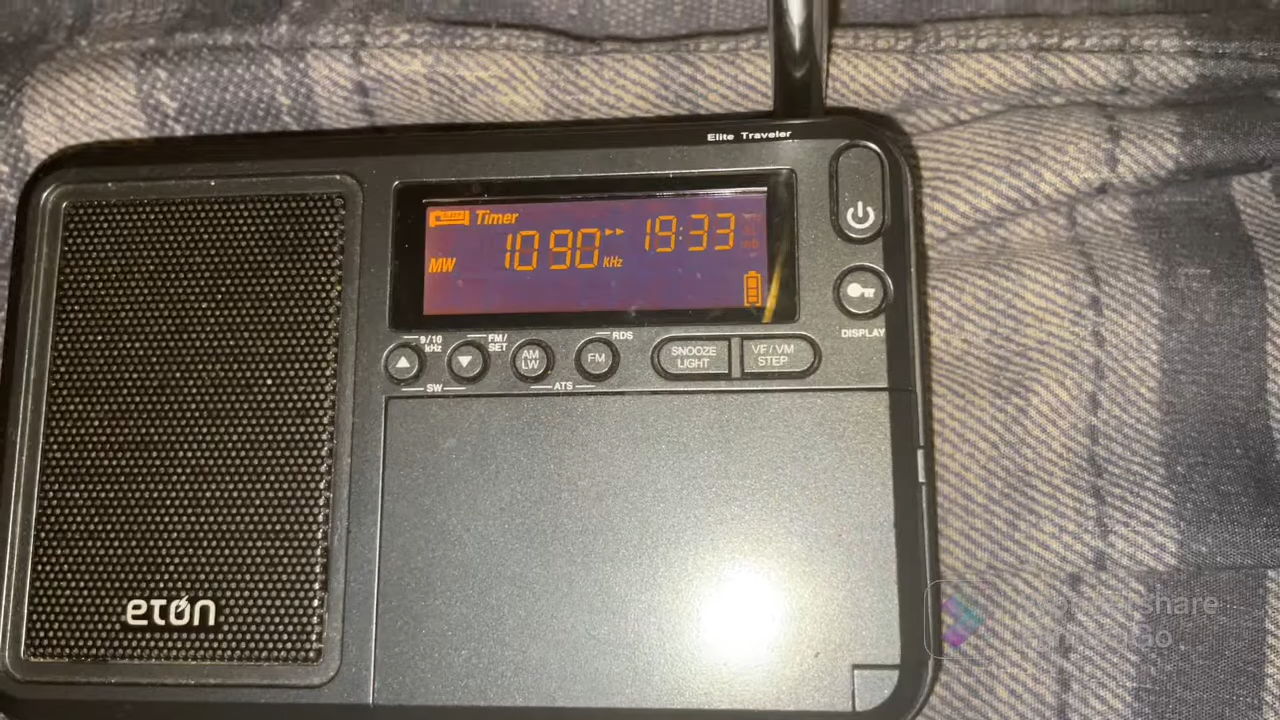 Elite Traveler
SLEEP Timer
MW 1090 KHz 19:33
9/10 kHz
FM/ SET
RDS
DISPLAY
AM LW
FM
SNOOZE LIGHT
VF/VM STEP
SW
ATS
etón